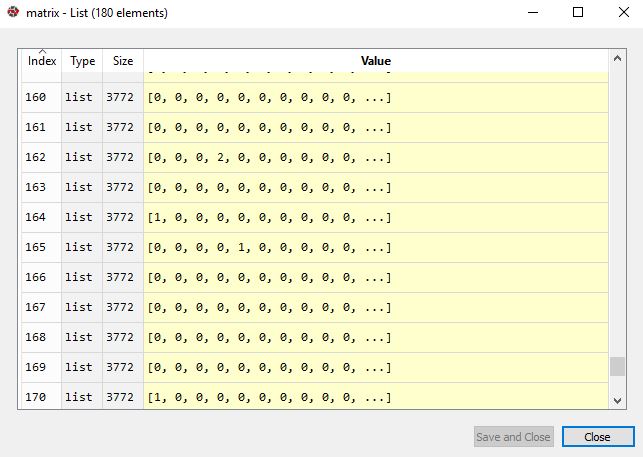 matrix - List (180 elements)
Index Type Size Value
160 list 3772 [0, 0, 0, 0, 0, 0, 0, 0, 0, 0, ...]
161 list 3772 [0, 0, 0, 0, 0, 0, 0, 0, 0, 0, ...]
162 list 3772 [0, 0, 0, 2, 0, 0, 0, 0, 0, 0, ...]
163 list 3772 [0, 0, 0, 0, 0, 0, 0, 0, 0, 0, ...]
164 list 3772 [1, 0, 0, 0, 0, 0, 0, 0, 0, 0, ...]
165 list 3772 [0, 0, 0, 0, 1, 0, 0, 0, 0, 0, ...]
166 list 3772 [0, 0, 0, 0, 0, 0, 0, 0, 0, 0, ...]
167 list 3772 [0, 0, 0, 0, 0, 0, 0, 0, 0, 0, ...]
168 list 3772 [0, 0, 0, 0, 0, 0, 0, 0, 0, 0, ...]
169 list 3772 [0, 0, 0, 0, 0, 0, 0, 0, 0, 0, ...]
170 list 3772 [1, 0, 0, 0, 0, 0, 0, 0, 0, 0, ...]
Save and Close Close